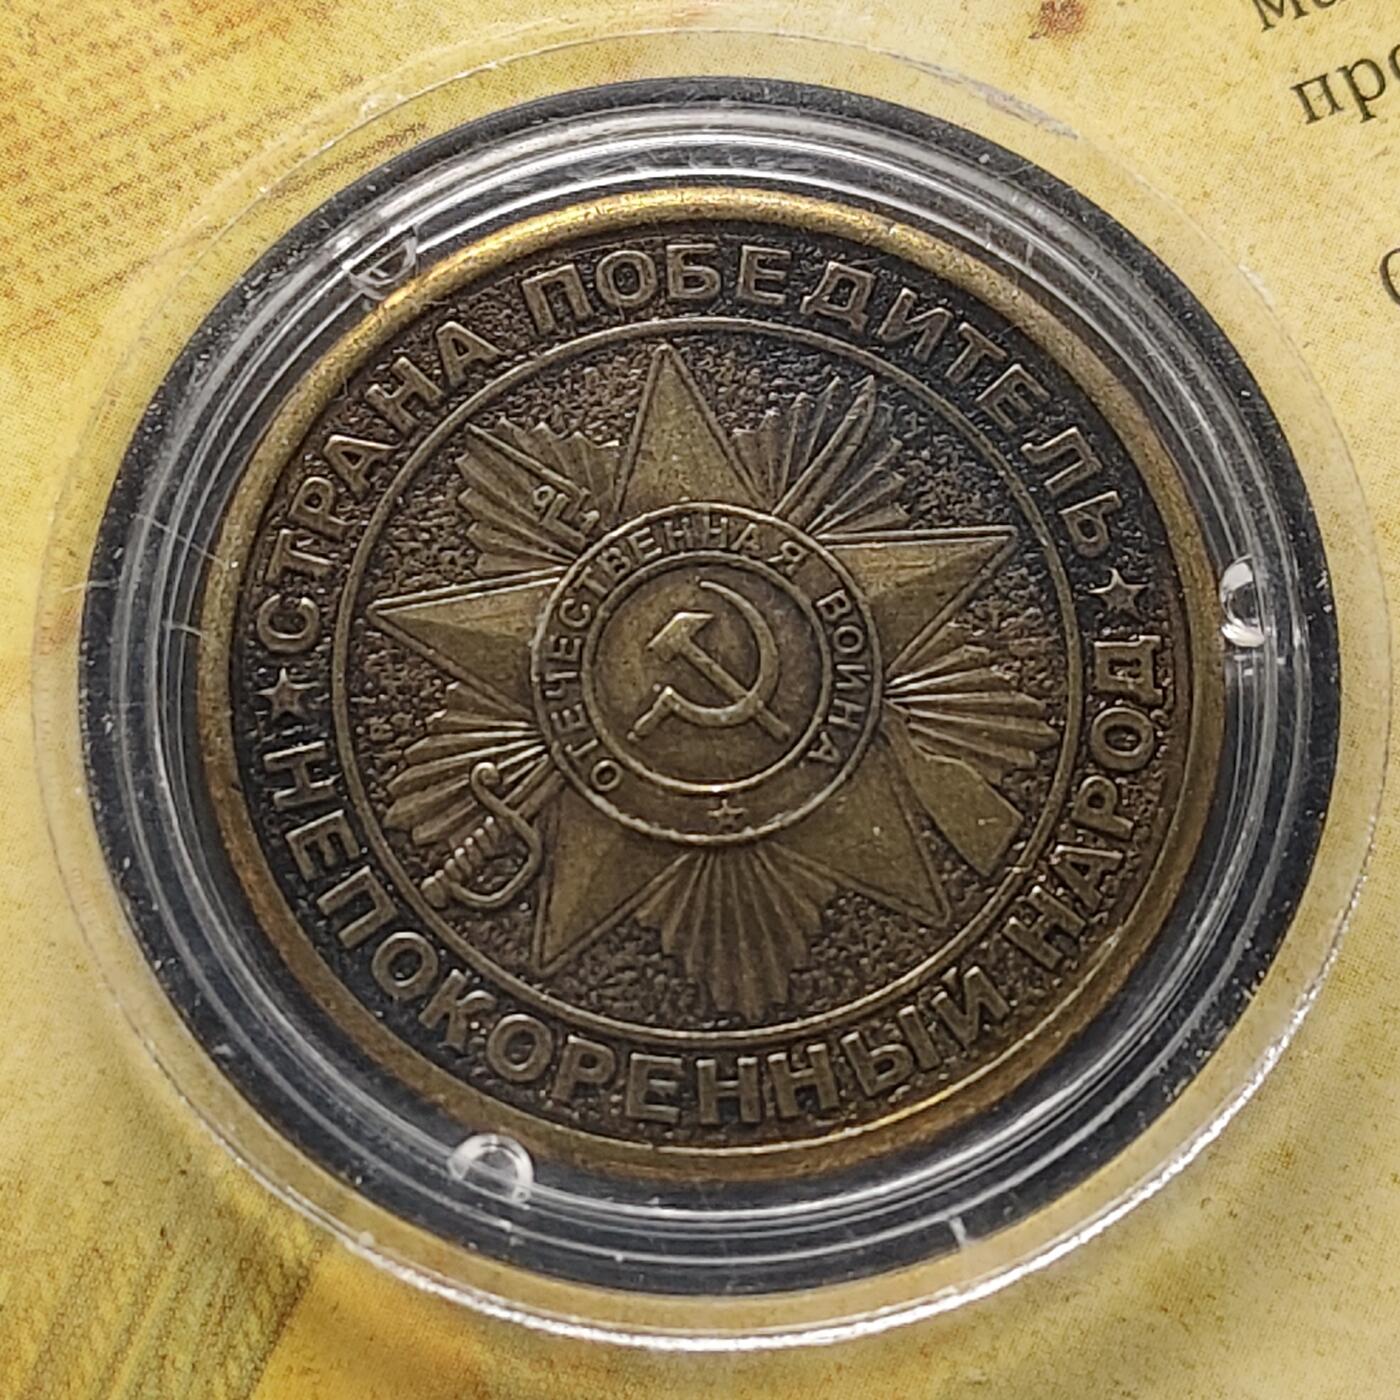 СТРАНА ПОБЕДИТЕЛЬ
НЕПОКОРЕННЫЙ НАРОД
ОТЕЧЕСТВЕННАЯ ВОЙНА